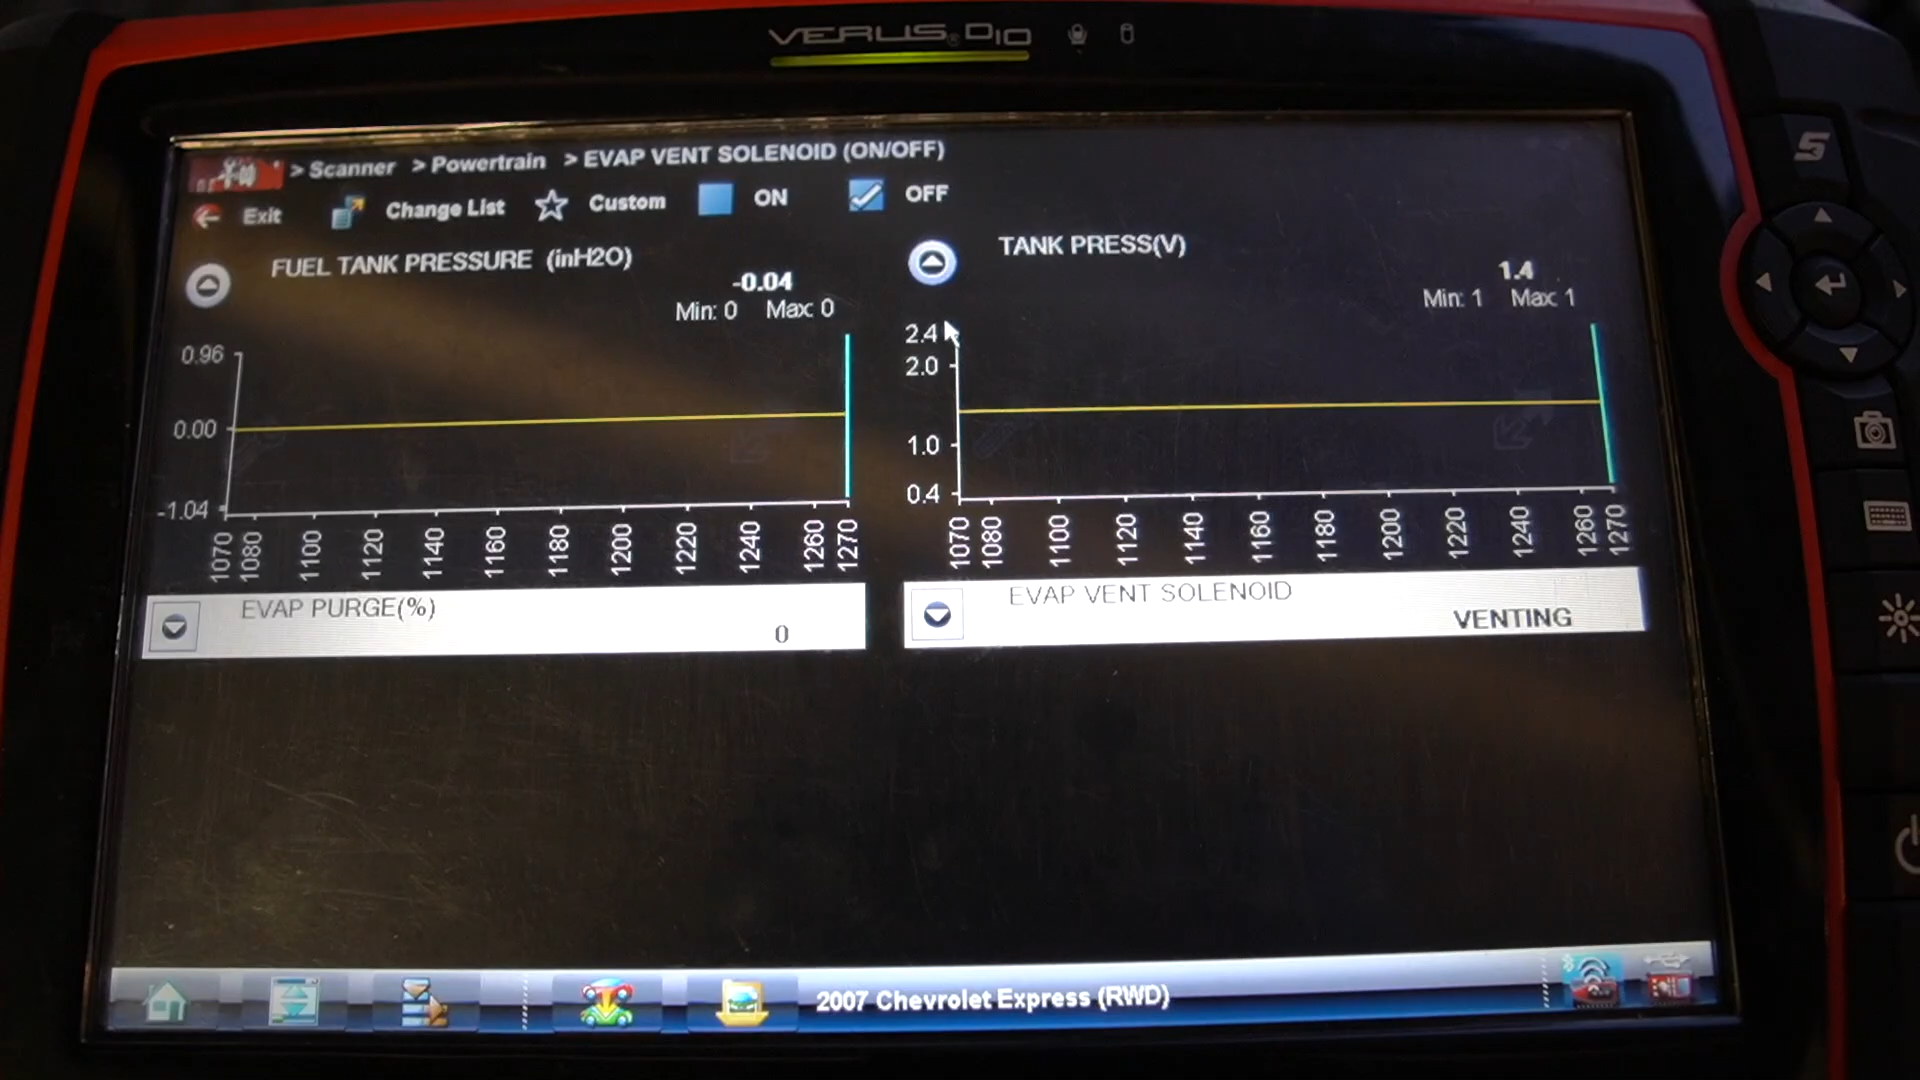 VERUS® D10
> Scanner > Powertrain > EVAP VENT SOLENOID (ON/OFF)
Exit Change List Custom ON OFF
FUEL TANK PRESSURE (inH2O)
-0.04
Min: 0 Max: 0
0.96
0.00
-1.04
1070 1080 1100 1120 1140 1160 1180 1200 1220 1240 1260 1270
TANK PRESS(V)
1.4
Min: 1 Max: 1
2.4
2.0
1.0
0.4
1070 1080 1100 1120 1140 1160 1180 1200 1220 1240 1260 1270
EVAP PURGE(%)
0
EVAP VENT SOLENOID
VENTING
2007 Chevrolet Express (RWD)
S